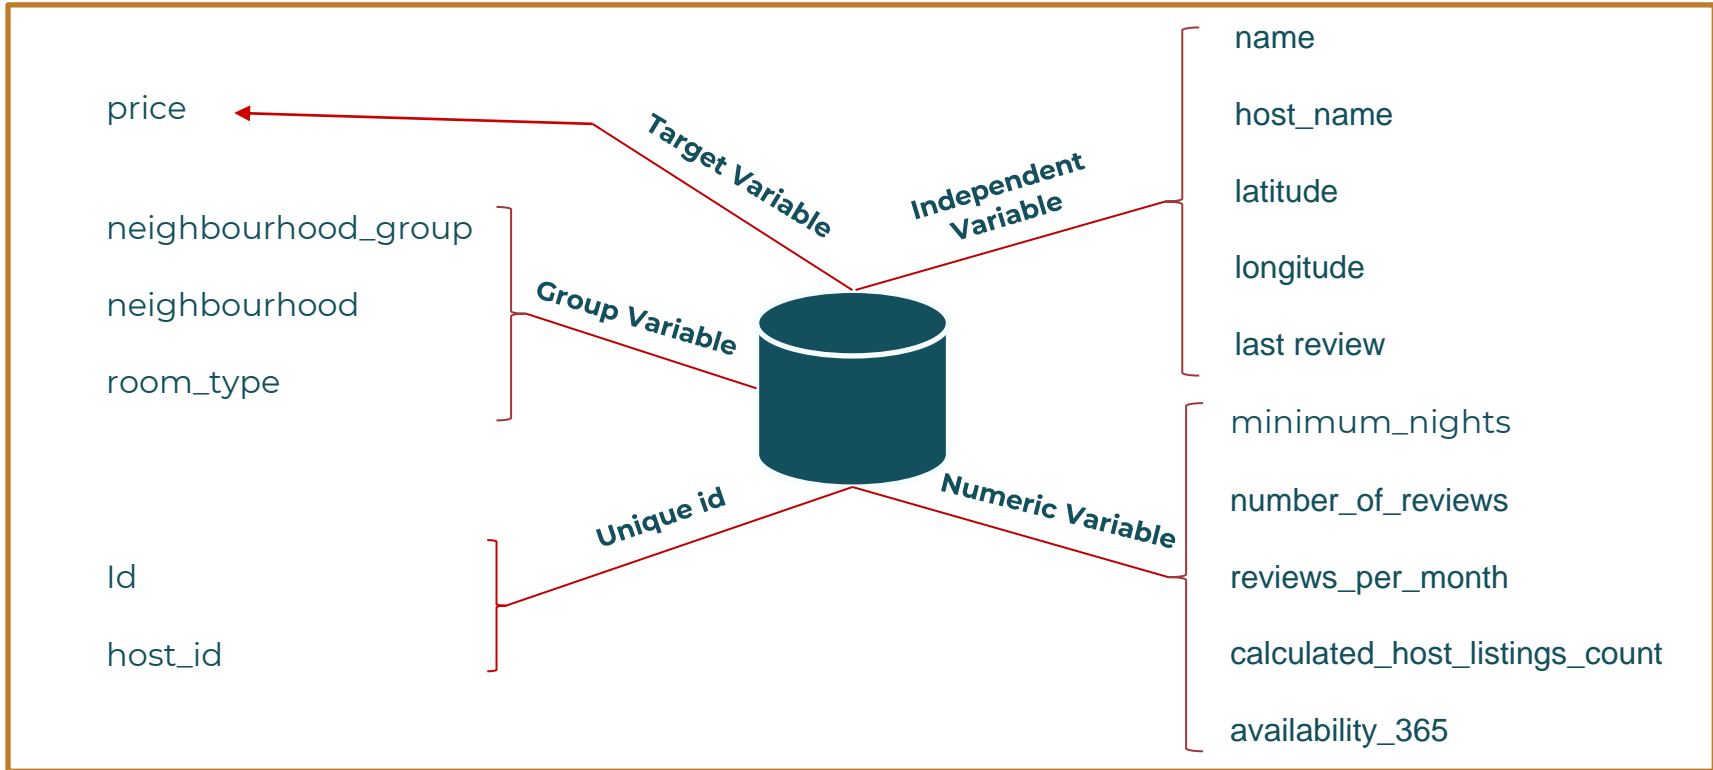 price
neighbourhood_group
neighbourhood
room_type
Id
host_id
Target Variable
Group Variable
Unique id
Independent
Variable
Numeric Variable
name
host_name
latitude
longitude
last review
minimum_nights
number_of_reviews
reviews_per_month
calculated_host_listings_count
availability_365